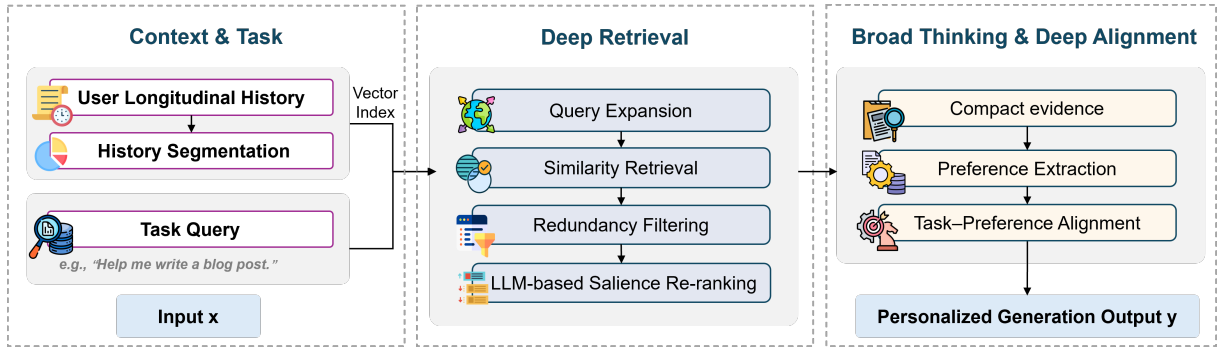 Context & Task
User Longitudinal History
History Segmentation
Task Query
e.g., “Help me write a blog post.”
Input x
Vector
Index
Deep Retrieval
Query Expansion
Similarity Retrieval
Redundancy Filtering
LLM-based Salience Re-ranking
Broad Thinking & Deep Alignment
Compact evidence
Preference Extraction
Task–Preference Alignment
Personalized Generation Output y